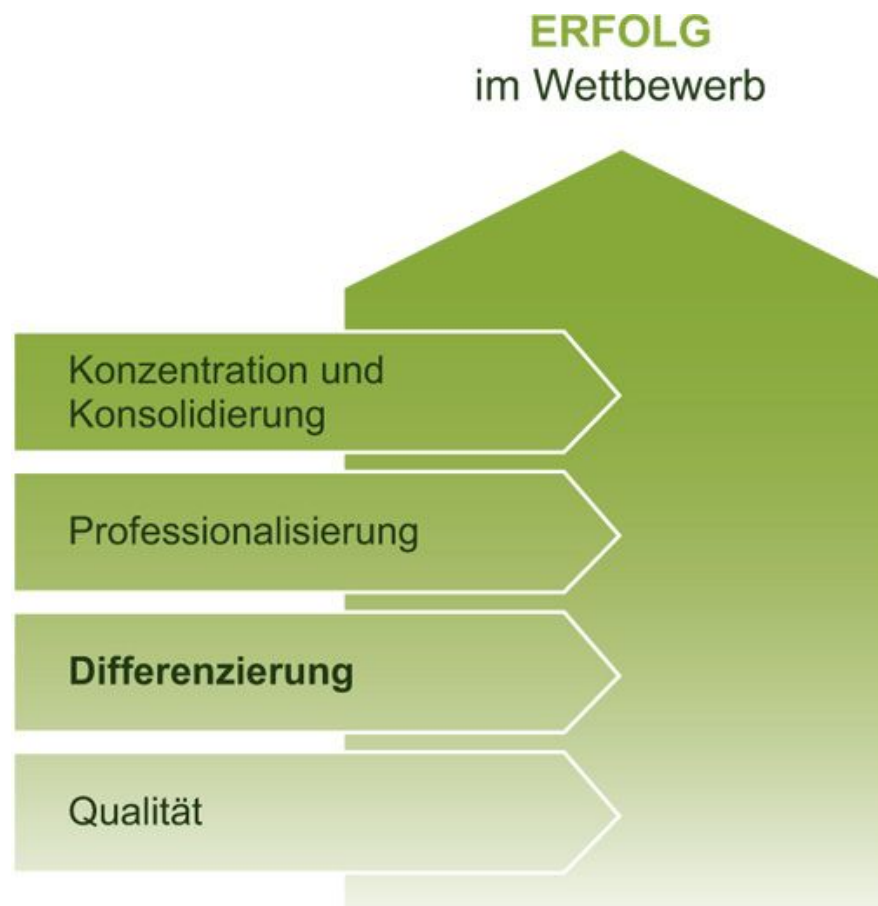 ERFOLG
im Wettbewerb
Konzentration und
Konsolidierung
Professionalisierung
Differenzierung
Qualität